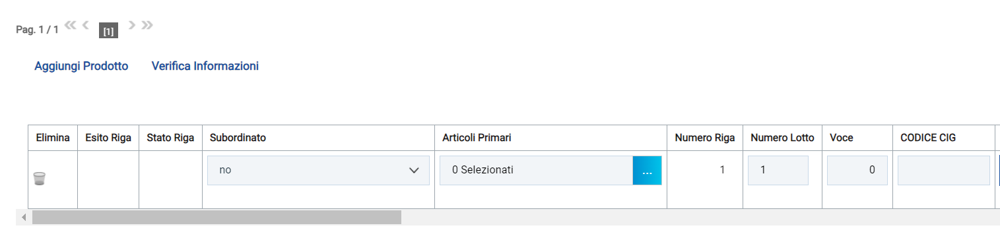 Pag. 1 / 1 [1]
Aggiungi Prodotto Verifica Informazioni
Elimina Esito Riga Stato Riga Subordinato Articoli Primari Numero Riga Numero Lotto Voce CODICE CIG
no 0 Selezionati ... 1 1 0